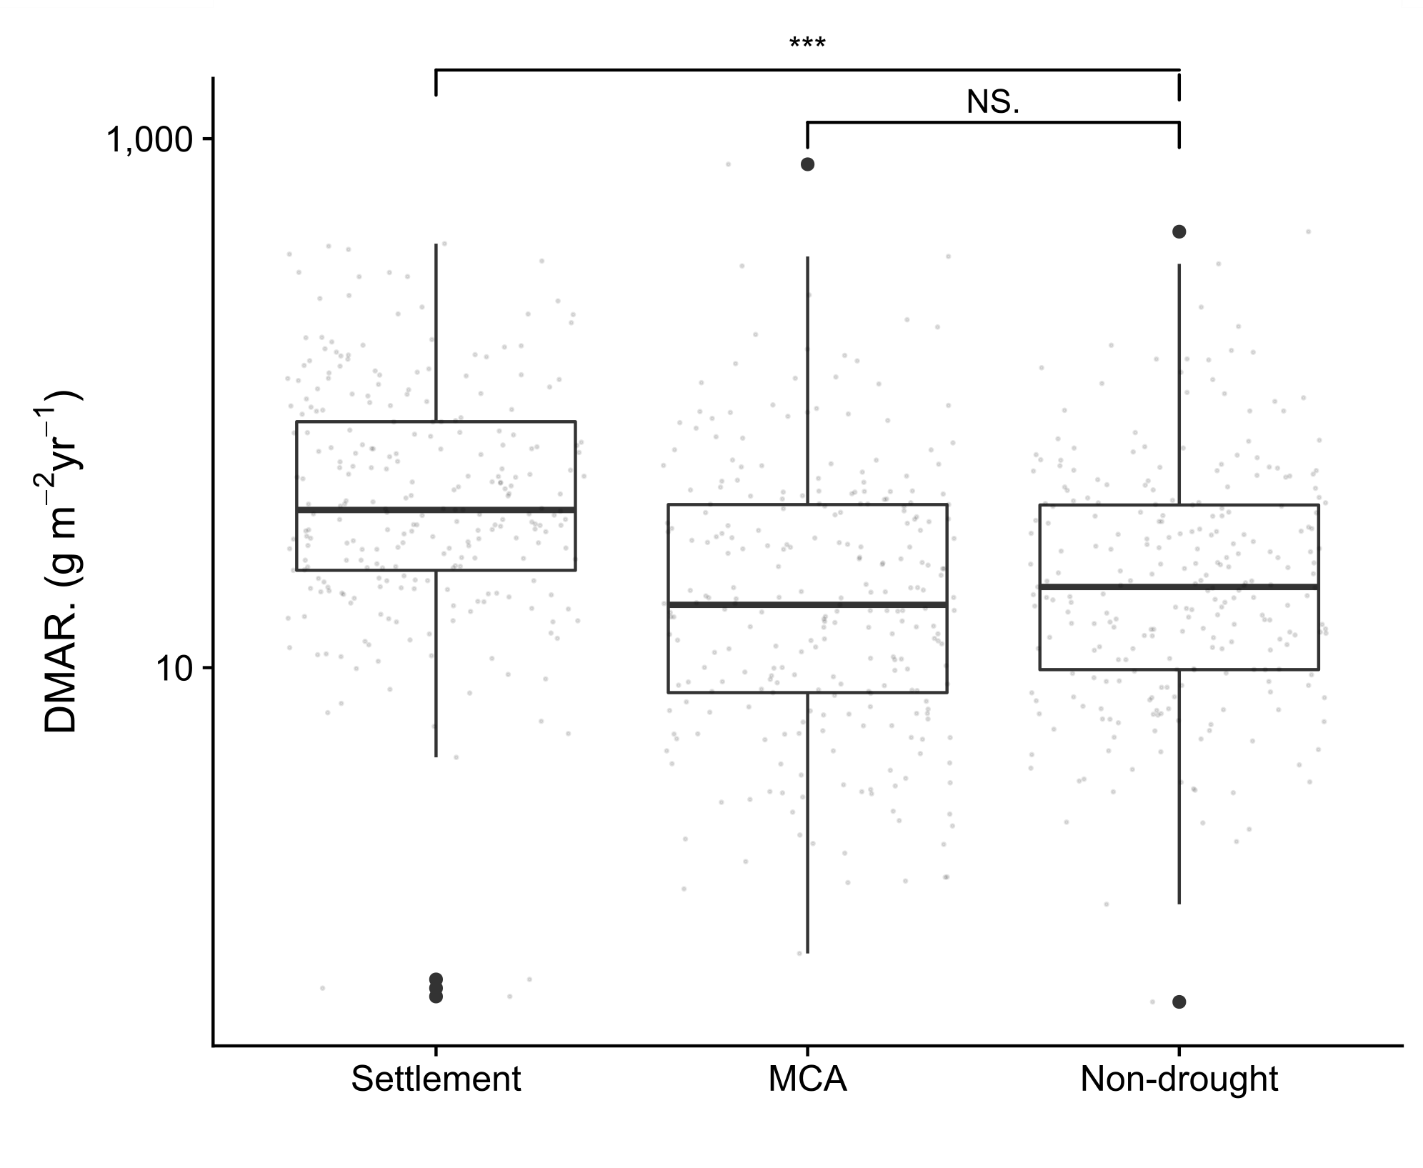 ***
NS.
1,000
10
DMAR. (g m⁻²yr⁻¹)
Settlement MCA Non-drought